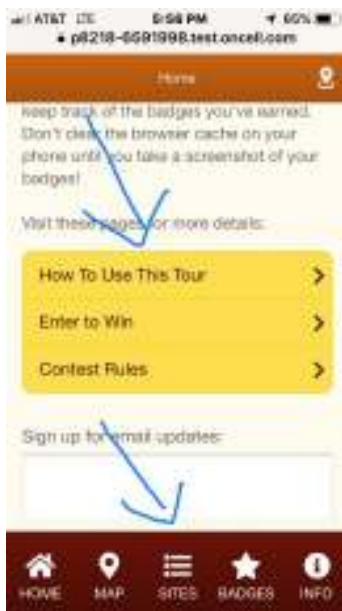 AT&T LTE 5:56 PM 60%
p8218-6591998.test.oncell.com
Home
keep track of the badges you've earned.
Don't clear the browser cache on your
phone until you take a screenshot of your
badges!
Visit these pages for more details:
How To Use This Tour
Enter to Win
Contest Rules
Sign up for email updates:
HOME MAP SITES BADGES INFO